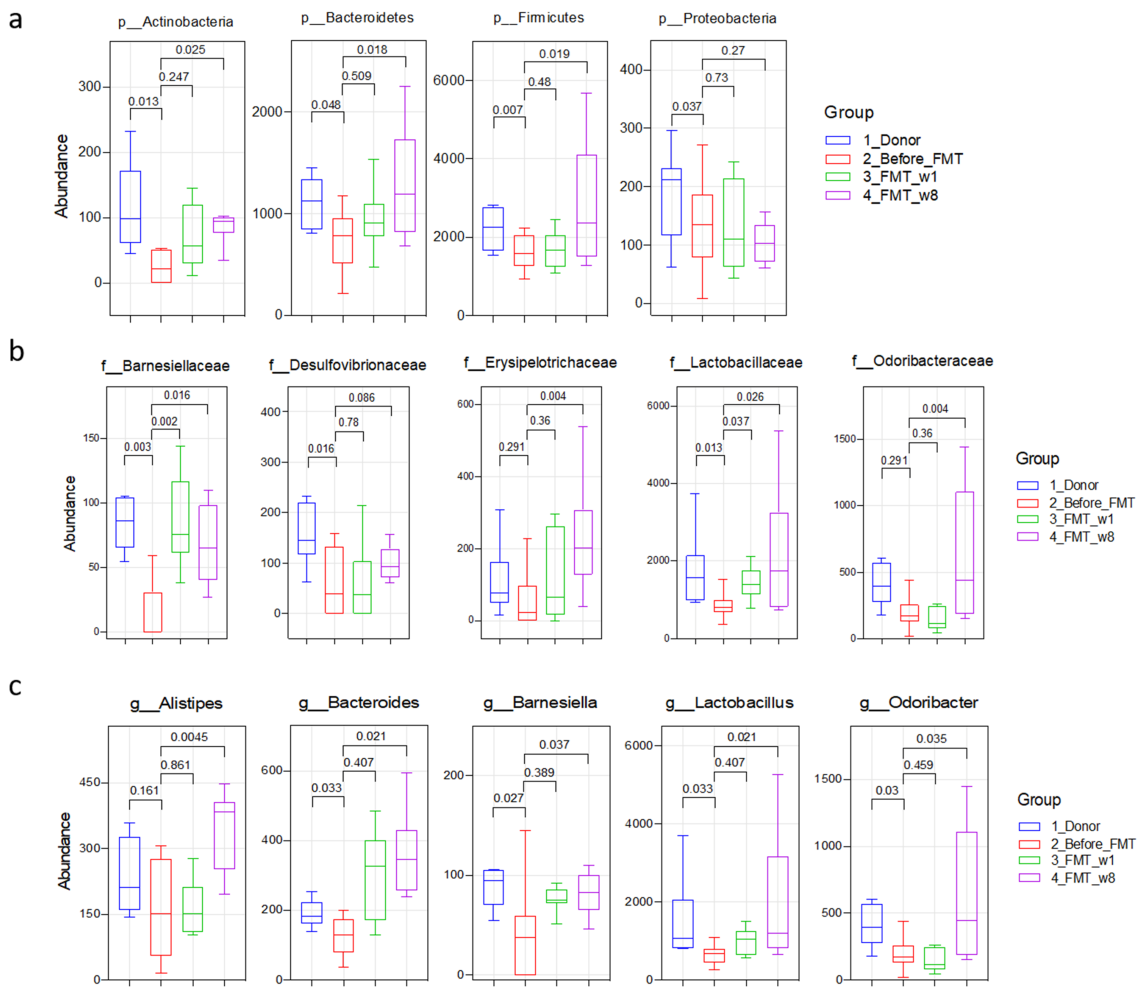 a
p__Actinobacteria
p__Bacteroidetes
p__Firmicutes
p__Proteobacteria
Abundance
300
200
100
0
0.025
0.247
0.013
2000
1000
0
0.018
0.509
0.048
6000
4000
2000
0
0.019
0.48
0.007
400
300
200
100
0
0.27
0.73
0.037
Group
1_Donor
2_Before_FMT
3_FMT_w1
4_FMT_w8
b
f__Barnesiellaceae
f__Desulfovibrionaceae
f__Erysipelotrichaceae
f__Lactobacillaceae
f__Odoribacteraceae
Abundance
150
100
50
0
0.016
0.002
0.003
400
300
400
200
-100
0
0.086
0.78
0.016
600
400
200
0
0.004
0.36
0.291
6000
4000
2000
0
0.026
0.037
0.013
1500
1000
500
0
0.004
0.36
0.291
Group
1_Donor
2_Before_FMT
3_FMT_w1
4_FMT_w8
c
g__Alistipes
g__Bacteroides
g__Barnesiella
g__Lactobacillus
g__Odoribacter
Abundance
450
300
150
0
0.0045
0.861
0.161
600
400
200
0
0.021
0.407
0.033
200
100
0
0.037
0.389
0.027
6000
4000
2000
0
0.021
0.407
0.033
1500
1000
500
0
0.035
0.459
0.03
Group
1_Donor
2_Before_FMT
3_FMT_w1
4_FMT_w8